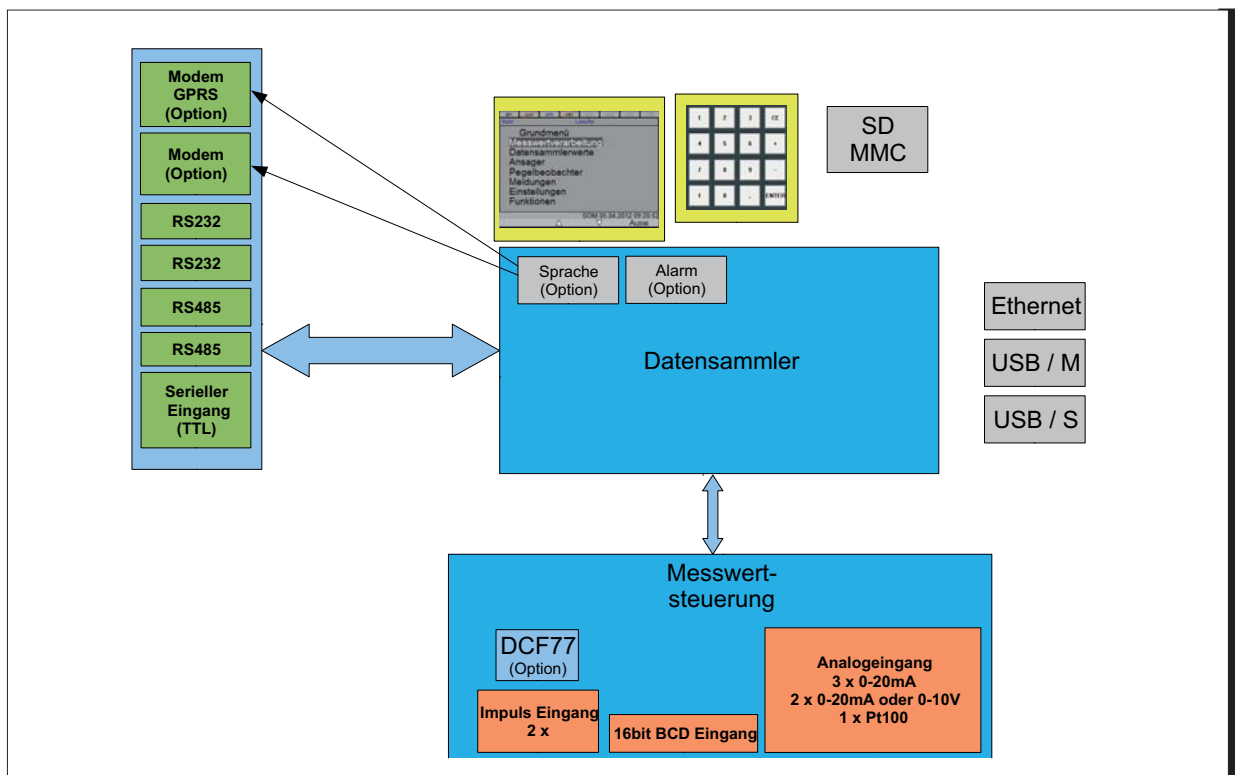 Modem
GPRS
(Option)
Modem
(Option)
RS232
RS232
RS485
RS485
Serieller
Eingang
(TTL)
Grundmenü
Messwertverarbeitung
Datensammlerwerte
Ansager
Pegelbeobachter
Meldungen
Einstellungen
Funktionen
1 2 3 CE
4 5 6 +
7 8 9 -
0 . ENTER
SD
MMC
Sprache
(Option)
Alarm
(Option)
Datensammler
Ethernet
USB / M
USB / S
Messwert-
steuerung
DCF77
(Option)
Impuls Eingang
2 x
16bit BCD Eingang
Analogeingang
3 x 0-20mA
2 x 0-20mA oder 0-10V
1 x Pt100